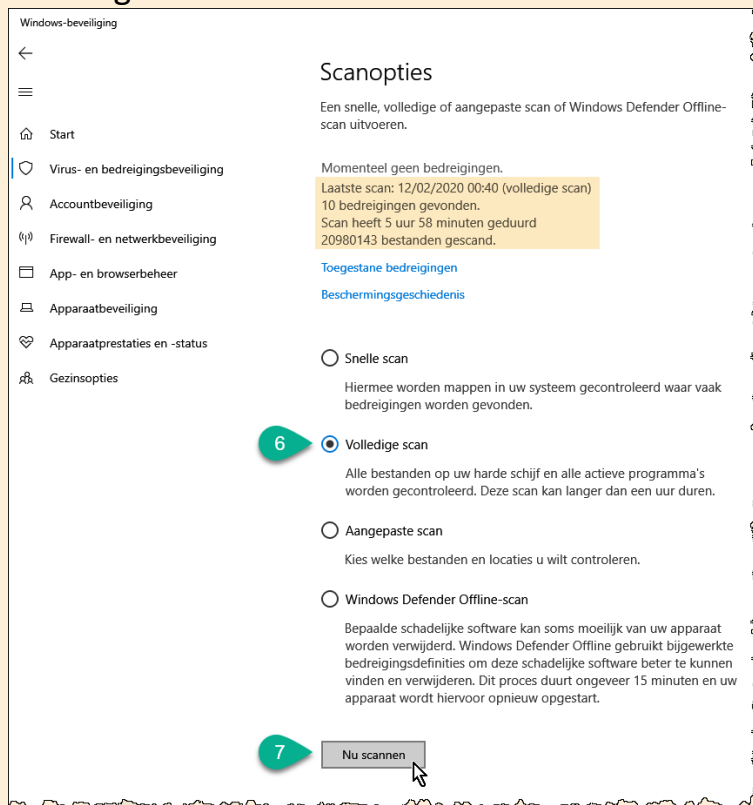 Windows-beveiliging
Scanopties
Een snelle, volledige of aangepaste scan of Windows Defender Offline-
scan uitvoeren.
Start
Virus- en bedreigingsbeveiliging
Accountbeveiliging
Firewall- en netwerkbeveiliging
App- en browserbeheer
Apparaatbeveiliging
Apparaatprestaties en -status
Gezinsopties
Momenteel geen bedreigingen.
Laatste scan: 12/02/2020 00:40 (volledige scan)
10 bedreigingen gevonden.
Scan heeft 5 uur 58 minuten geduurd
20980143 bestanden gescand.
Toegestane bedreigingen
Beschermingsgeschiedenis
Snelle scan
Hiermee worden mappen in uw systeem gecontroleerd waar vaak
bedreigingen worden gevonden.
6
Volledige scan
Alle bestanden op uw harde schijf en alle actieve programma's
worden gecontroleerd. Deze scan kan langer dan een uur duren.
Aangepaste scan
Kies welke bestanden en locaties u wilt controleren.
Windows Defender Offline-scan
Bepaalde schadelijke software kan soms moeilijk van uw apparaat
worden verwijderd. Windows Defender Offline gebruikt bijgewerkte
bedreigingsdefinities om deze schadelijke software beter te kunnen
vinden en verwijderen. Dit proces duurt ongeveer 15 minuten en uw
apparaat wordt hiervoor opnieuw opgestart.
7
Nu scannen